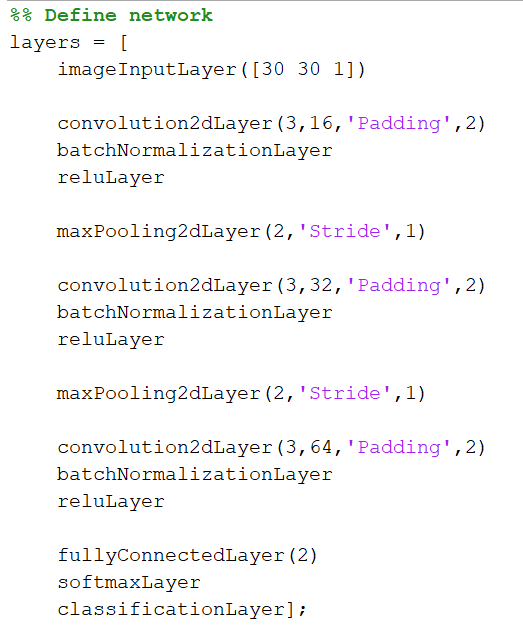 %% Define network
layers = [
imageInputLayer([30 30 1])
convolution2dLayer(3,16,'Padding',2)
batchNormalizationLayer
reluLayer
maxPooling2dLayer(2,'Stride',1)
convolution2dLayer(3,32,'Padding',2)
batchNormalizationLayer
reluLayer
maxPooling2dLayer(2,'Stride',1)
convolution2dLayer(3,64,'Padding',2)
batchNormalizationLayer
reluLayer
fullyConnectedLayer(2)
softmaxLayer
classificationLayer];